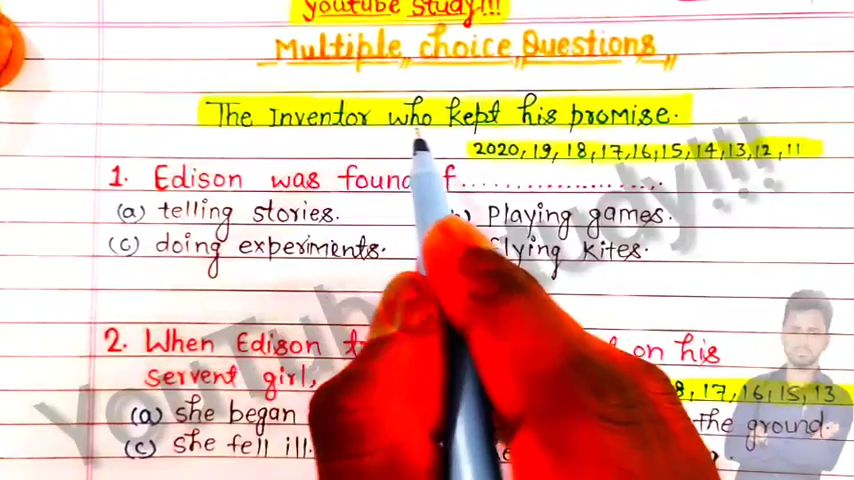 youtube study!!!
Multiple choice Questions
The Inventor who kept his promise.
2020, 19, 18, 17, 16, 15, 14, 13, 12, 11
1. Edison was found f..................
(a) telling stories. Playing games.
(c) doing experiments. flying kites.
2. When Edison on his
servent girl, 17, 16, 15, 13
(a) she began the ground.
(c) she fell ill.
YouTub Study!!!